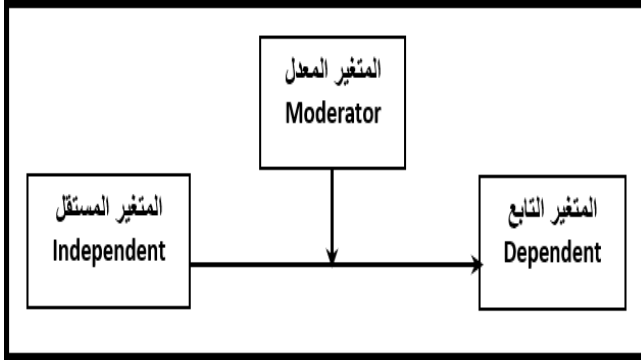 المتغير المعدل
Moderator
المتغير المستقل
Independent
المتغير التابع
Dependent